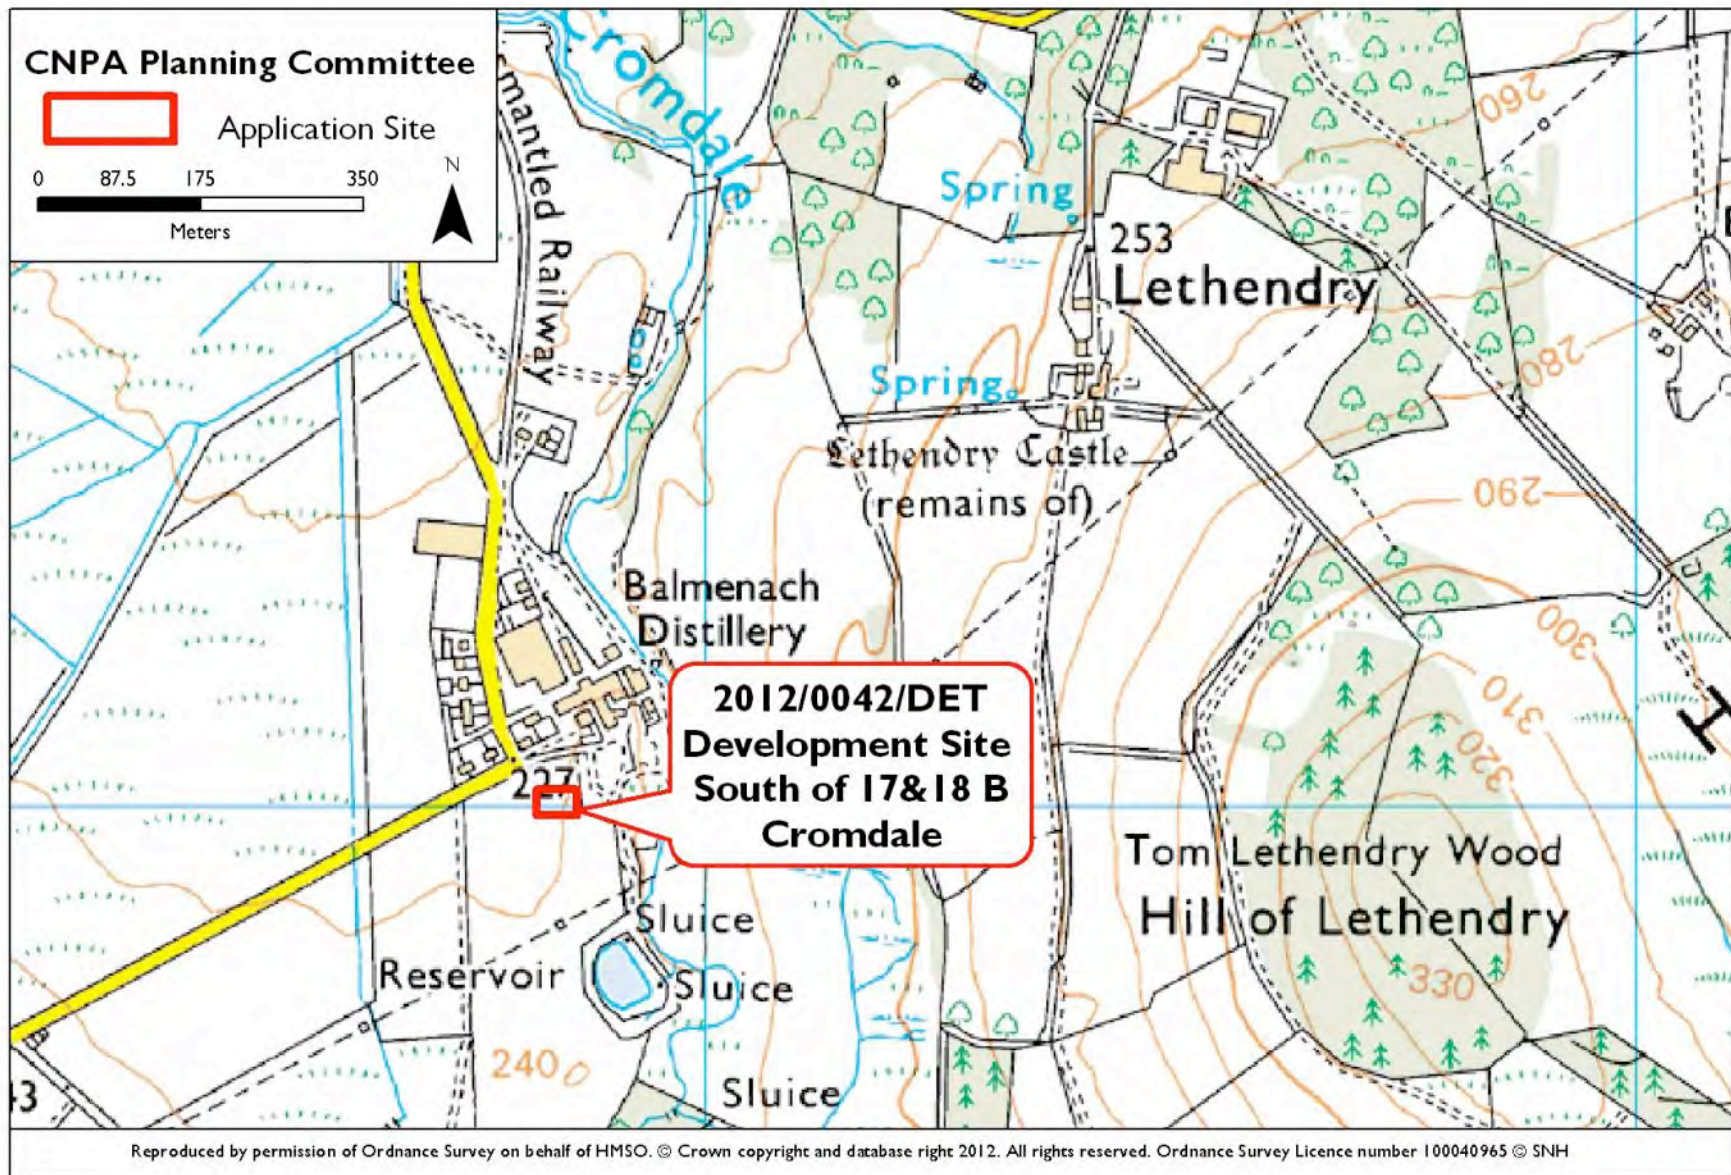 CNPA Planning Committee
Application Site
0 87.5 175 350
Meters
N
Cromdale
smantled Railway
Spring
253
Lethendry
Spring
Lethendry Castle
(remains of)
260
280
290
300
310
320
330
Balmenach
Distillery
2012/0042/DET
Development Site
South of 17&18 B
Cromdale
227
Tom Lethendry Wood
Hill of Lethendry
Reservoir
Sluice
Sluice
240
Sluice
43
H
Reproduced by permission of Ordnance Survey on behalf of HMSO. © Crown copyright and database right 2012. All rights reserved. Ordnance Survey Licence number 100040965 © SNH